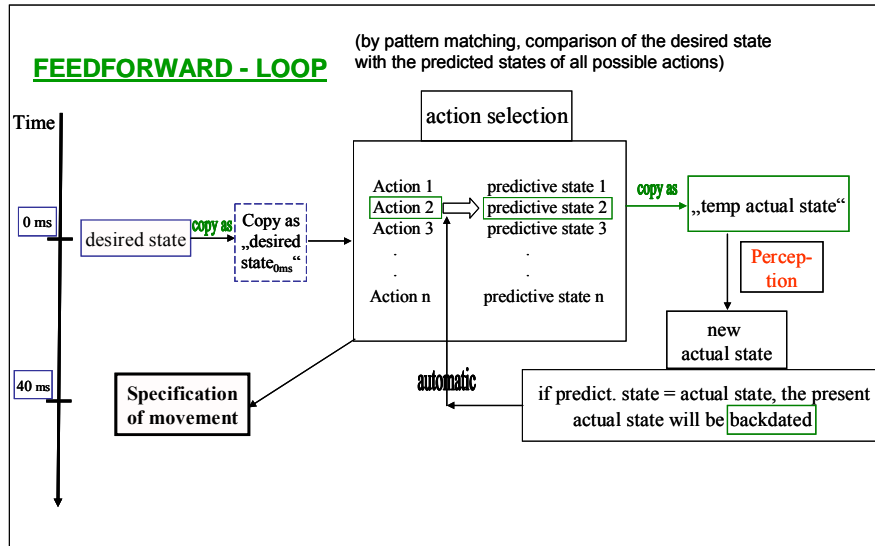 FEEDFORWARD - LOOP
(by pattern matching, comparison of the desired state
with the predicted states of all possible actions)
Time
action selection
0 ms
desired state
copy as
Copy as
„desired
state0ms“
Action 1
predictive state 1
Action 2
predictive state 2
Action 3
predictive state 3
.
.
.
.
Action n
predictive state n
copy as
„temp actual state“
Percep-
tion
new
actual state
40 ms
Specification
of movement
automatic
if predict. state = actual state, the present
actual state will be backdated